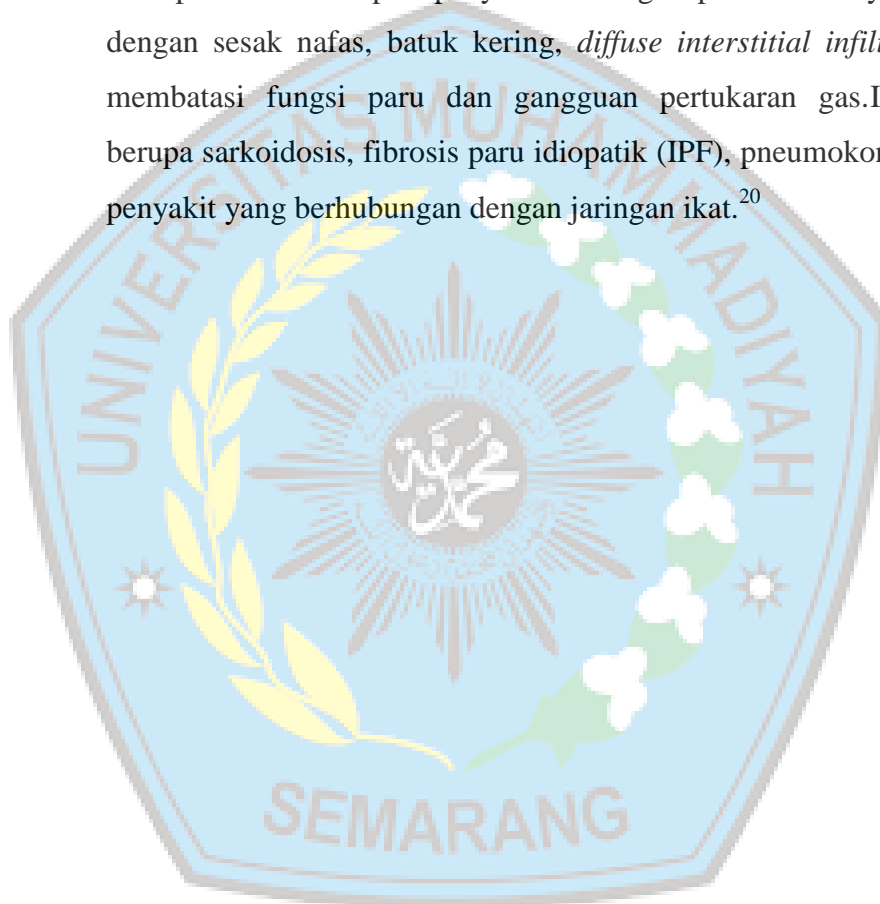 dengan sesak nafas, batuk kering, diffuse interstitial
membatasi fungsi paru dan gangguan pertukaran gas.I
berupa sarkoidosis, fibrosis paru idiopatik (IPF),
penyakit yang berhubungan dengan jaringan ikat.20
UNIVERSITAS MUHAMMADIYAH
محمدية
SEMARANG